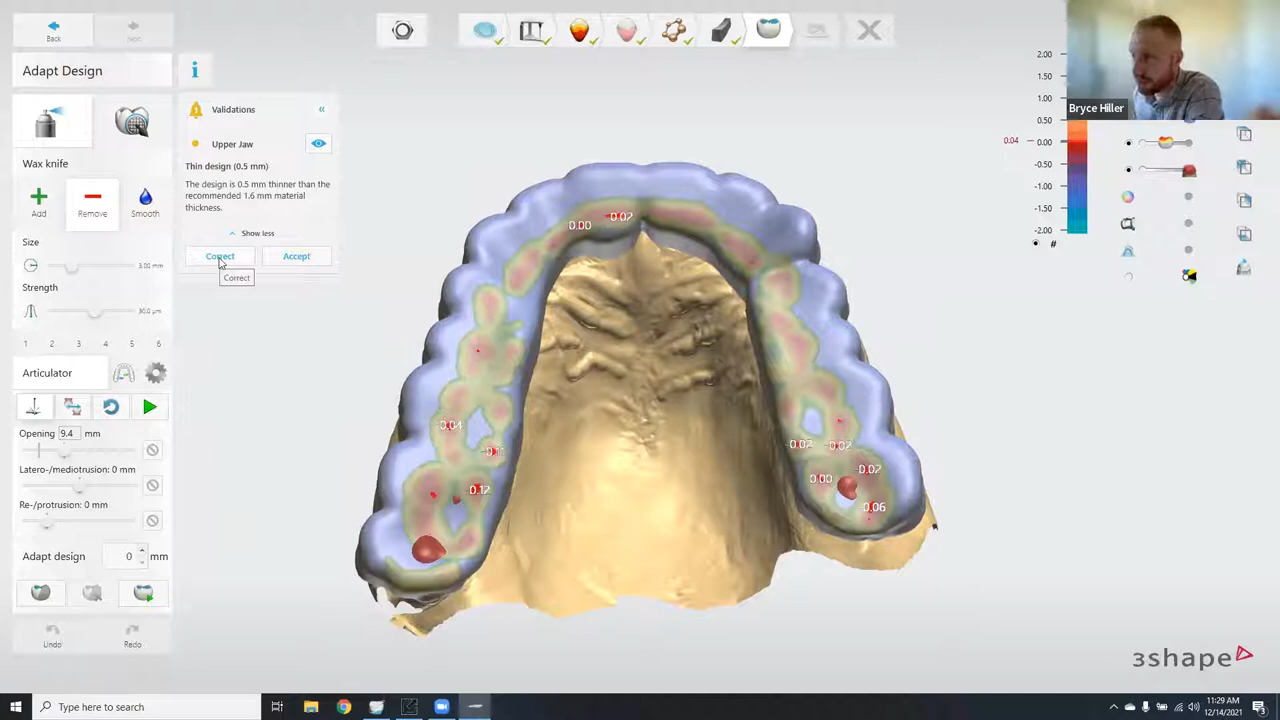 Back
Next
Adapt Design
i
Validations
«
Upper Jaw
Thin design (0.5 mm)
The design is 0.5 mm thinner than the
recommended 1.6 mm material
thickness.
Show less
Correct
Accept
Correct
Wax knife
Add
Remove
Smooth
Size
3.00 mm
Strength
1 2 3 4 5 6
Articulator
Opening 9.4 mm
Latero-/mediotrusion: 0 mm
Re-/protrusion: 0 mm
Adapt design 0 mm
Undo
Redo
0.00
-0.02
-0.04
-0.11
-0.12
-0.02
-0.02
-0.02
0.00
-0.06
Bryce Hiller
2.00
1.50
1.00
0.50
0.04
0.00
-0.50
-1.00
-1.50
-2.00
#
3shape
Type here to search
11:29 AM
12/14/2021